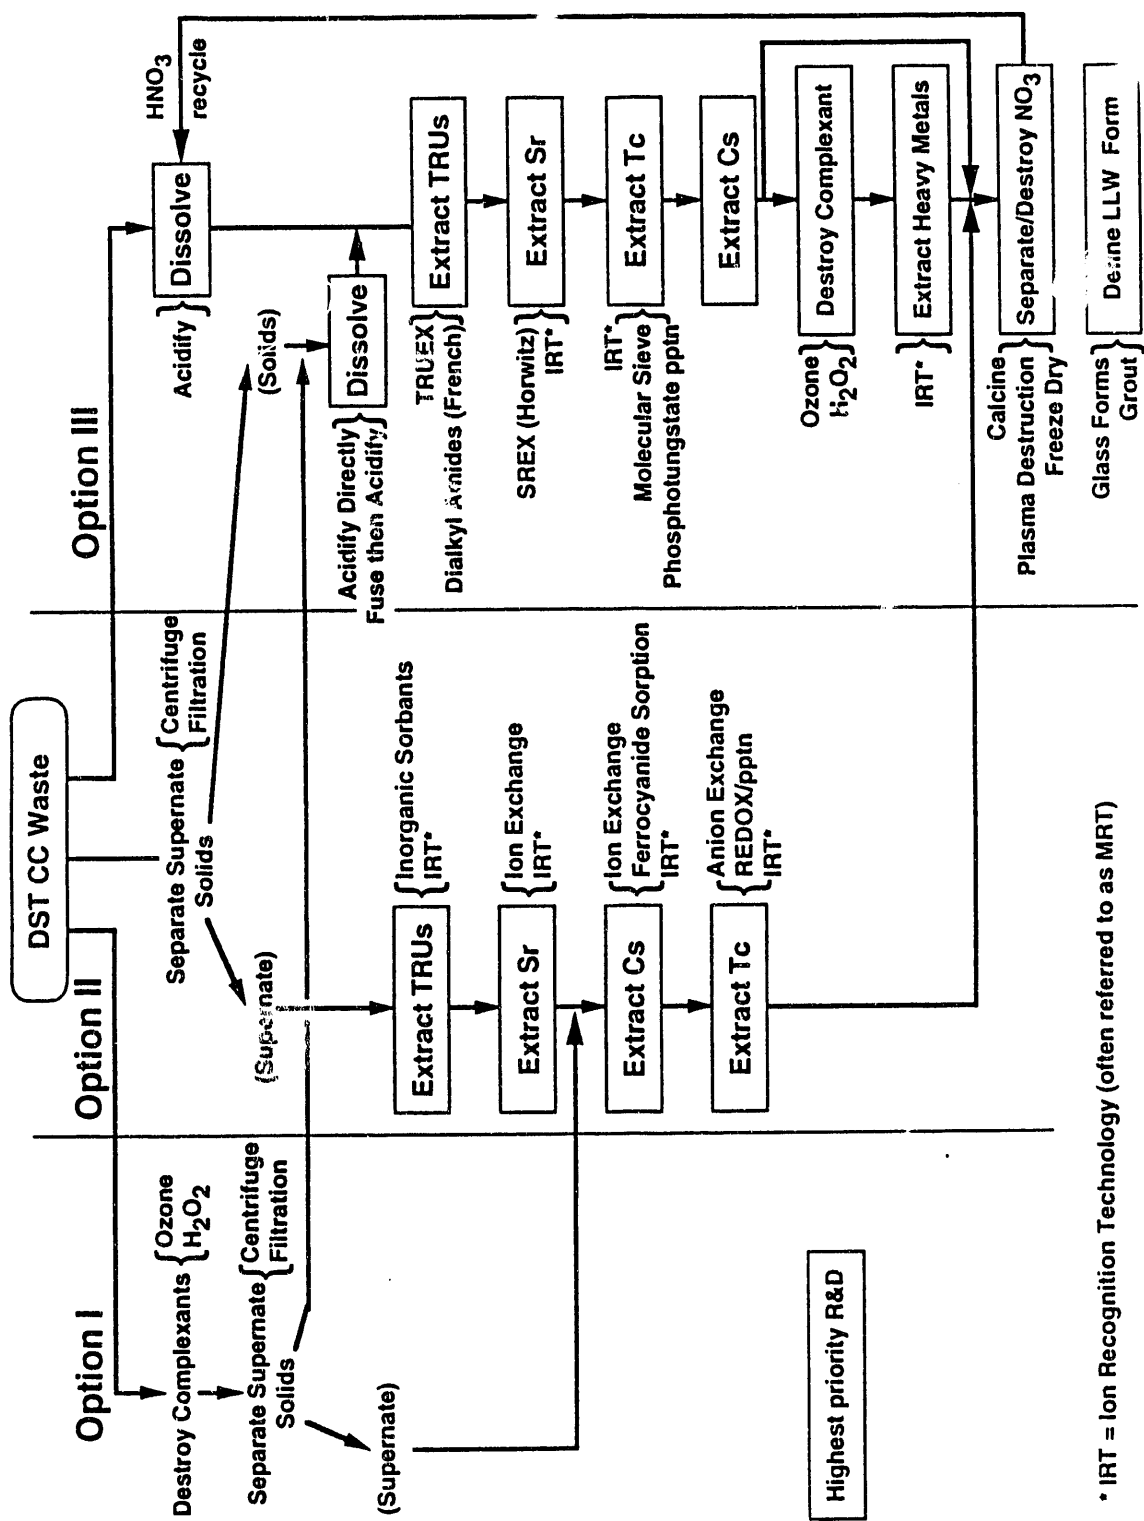 DST CC Waste
Option I
Option II
Option III
Destroy Complexants
Ozone
H2O2
Separate Supernate
Solids
Centrifuge
Filtration
(Supernate)
Separate Supernate
Solids
Centrifuge
Filtration
(Supernate)
Extract TRUs
Inorganic Sorbants
IRT*
Extract Sr
Ion Exchange
IRT*
Extract Cs
Ion Exchange
Ferrocyanide Sorption
IRT*
Extract Tc
Anion Exchange
REDOX/pptn
IRT*
HNO3
recycle
Acidify
Dissolve
(Solids)
Acidify Directly
Fuse then Acidify
Dissolve
TRUEX
Dialkyl Amides (French)
Extract TRUs
SREX (Horwitz)
IRT*
Extract Sr
IRT*
Molecular Sieve
Phosphotungstate pptn
Extract Tc
Extract Cs
Ozone
H2O2
Destroy Complexant
IRT*
Extract Heavy Metals
Calcine
Plasma Destruction
Freeze Dry
Separate/Destroy NO3
Glass Forms
Grout
Define LLW Form
Highest priority R&D
* IRT = Ion Recognition Technology (often referred to as MRT)